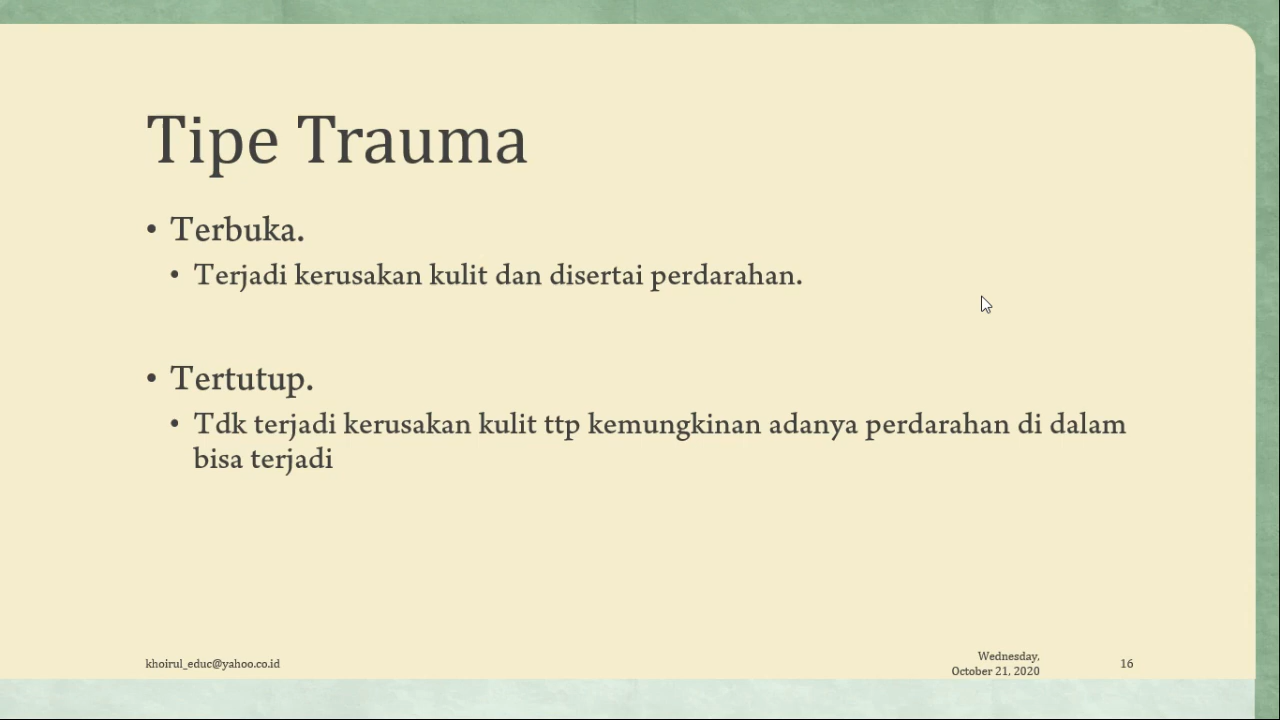 Tipe Trauma
• Terbuka.
• Terjadi kerusakan kulit dan disertai perdarahan.
• Tertutup.
• Tdk terjadi kerusakan kulit ttp kemungkinan adanya perdarahan di dalam
bisa terjadi
khoirul_educ@yahoo.co.id
Wednesday,
October 21, 2020
16